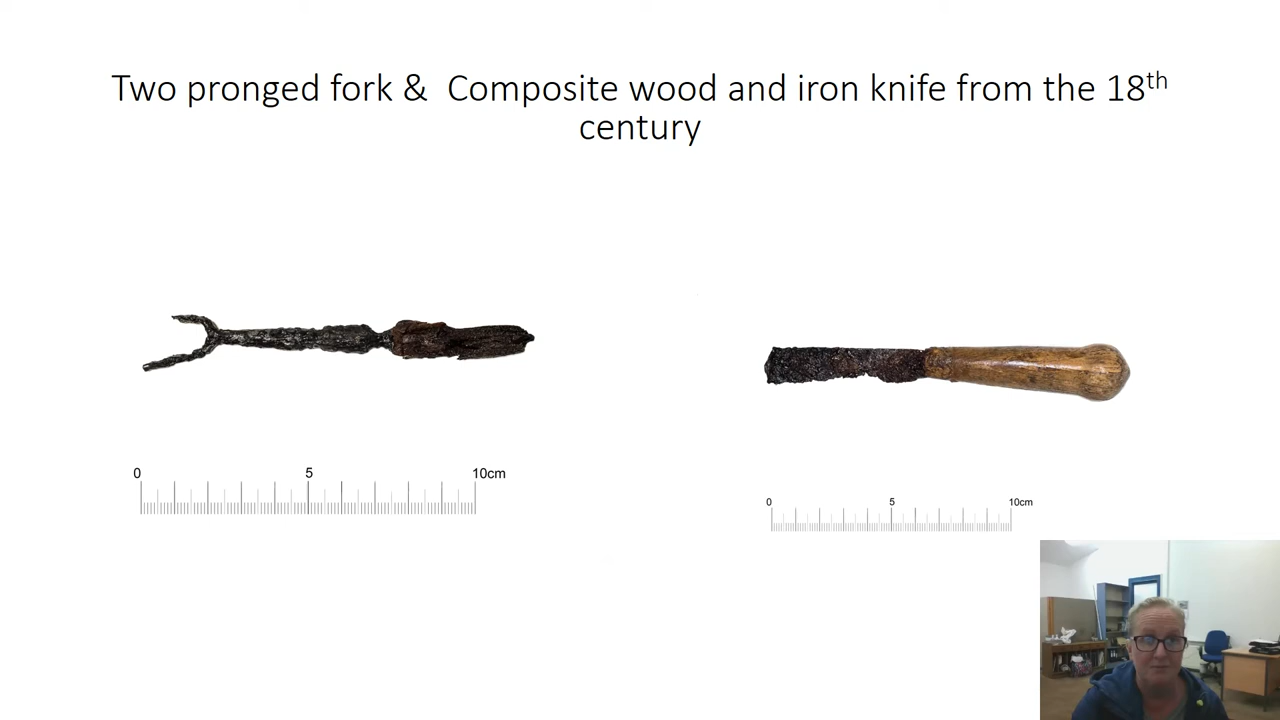 Two pronged fork & Composite wood and iron knife from the 18th
century
0 5 10cm
0 5 10cm